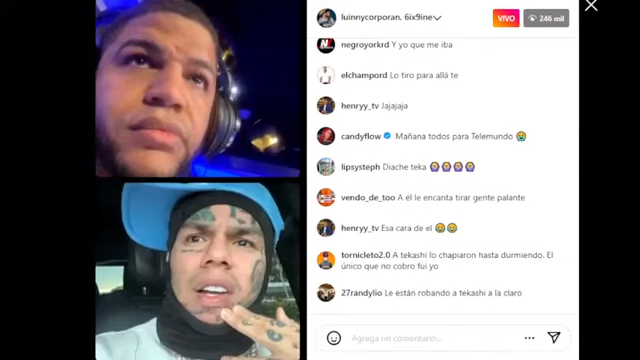 luinnycorporan, 6ix9ine
VIVO
246 mil
negroyorkrd Y yo que me iba
elchampord Lo tiro para allá te
henryy_tv Jajajaja
candyflow Mañana todos para Telemundo 😭
lipsysteph Diache teka 🙆‍♀️🙆‍♀️🙆‍♀️🙆‍♀️
vendo_de_too A él le encanta tirar gente palante
henryy_tv Esa cara de el 😂😂
tornicleto2.0 A tekashi lo chapiaron hasta durmiendo. El
único que no cobro fui yo
27randylio Le están robando a tekashi a la claro
Agrega un comentario...